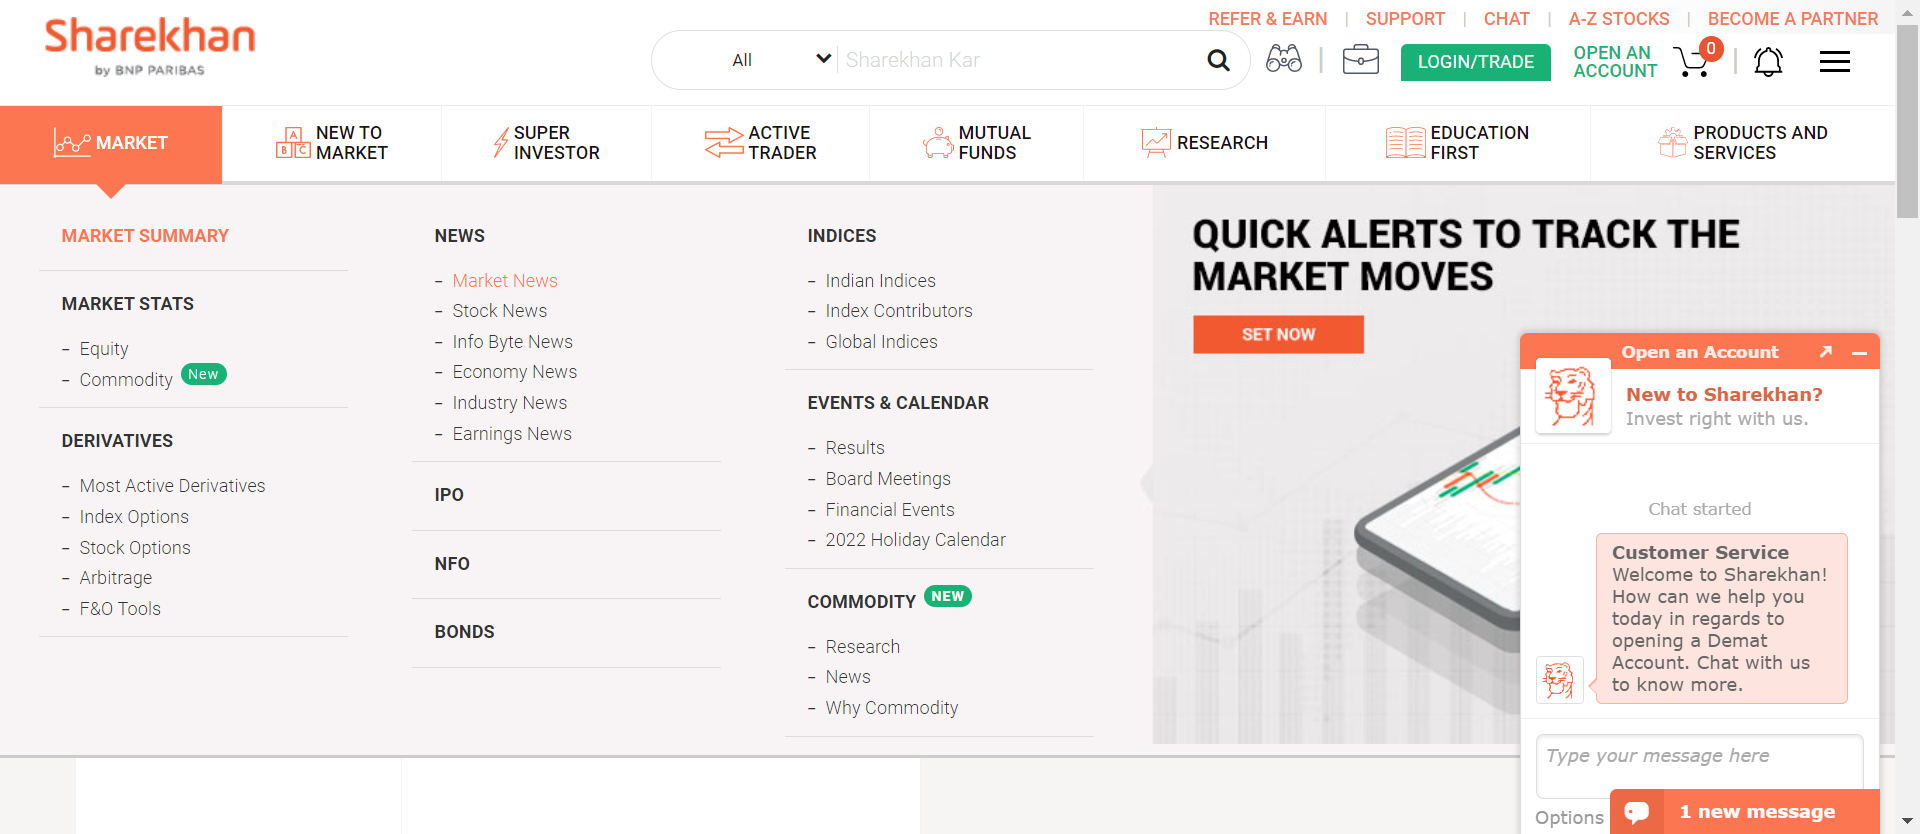 REFER & EARN | SUPPORT | CHAT | A-Z STOCKS | BECOME A PARTNER
Sharekhan
by BNP PARIBAS
All
Sharekhan Kar
LOGIN/TRADE
OPEN AN
ACCOUNT
0
MARKET
NEW TO
MARKET
SUPER
INVESTOR
ACTIVE
TRADER
MUTUAL
FUNDS
RESEARCH
EDUCATION
FIRST
PRODUCTS AND
SERVICES
MARKET SUMMARY
MARKET STATS
- Equity
- Commodity New
DERIVATIVES
- Most Active Derivatives
- Index Options
- Stock Options
- Arbitrage
- F&O Tools
NEWS
- Market News
- Stock News
- Info Byte News
- Economy News
- Industry News
- Earnings News
IPO
NFO
BONDS
INDICES
- Indian Indices
- Index Contributors
- Global Indices
EVENTS & CALENDAR
- Results
- Board Meetings
- Financial Events
- 2022 Holiday Calendar
COMMODITY NEW
- Research
- News
- Why Commodity
QUICK ALERTS TO TRACK THE
MARKET MOVES
SET NOW
Open an Account
New to Sharekhan?
Invest right with us.
Chat started
Customer Service
Welcome to Sharekhan!
How can we help you
today in regards to
opening a Demat
Account. Chat with us
to know more.
Type your message here
Options
1 new message